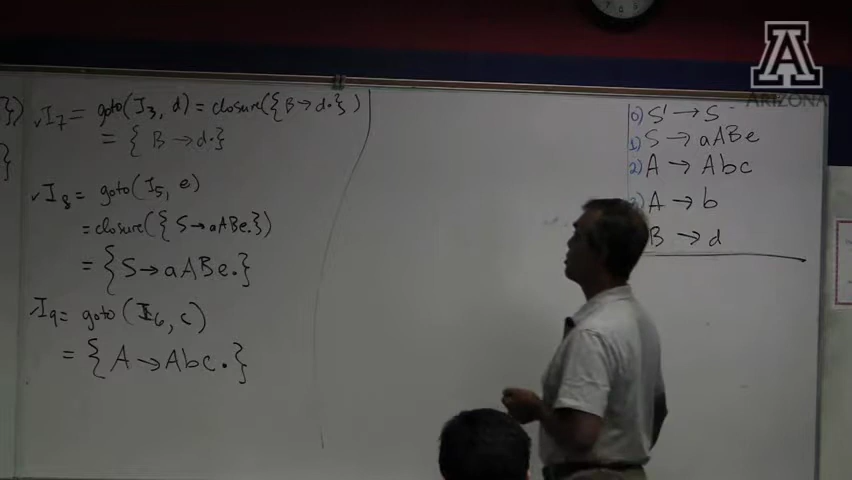 })
}
✓I7 = goto(I3, d) = closure({B→d.})
= { B → d.}
✓I8 = goto(I5, e)
= closure({ S→aABe.})
= {S→aABe.}
✓I9 = goto (I6, c)
= {A→Abc.}
0) S' → S
1) S → aABe
2) A → Abc
3) A → b
B → d
A
ARIZONA